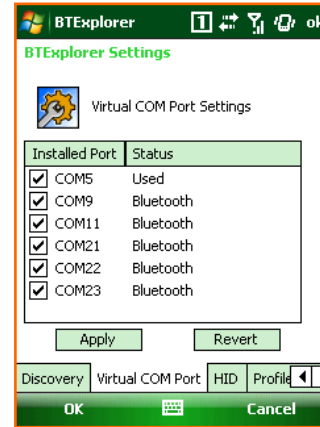 BTExplorer 1 ok
BTExplorer Settings
Virtual COM Port Settings
Installed Port Status
COM5 Used
COM9 Bluetooth
COM11 Bluetooth
COM21 Bluetooth
COM22 Bluetooth
COM23 Bluetooth
Apply Revert
Discovery Virtual COM Port HID Profile
OK Cancel